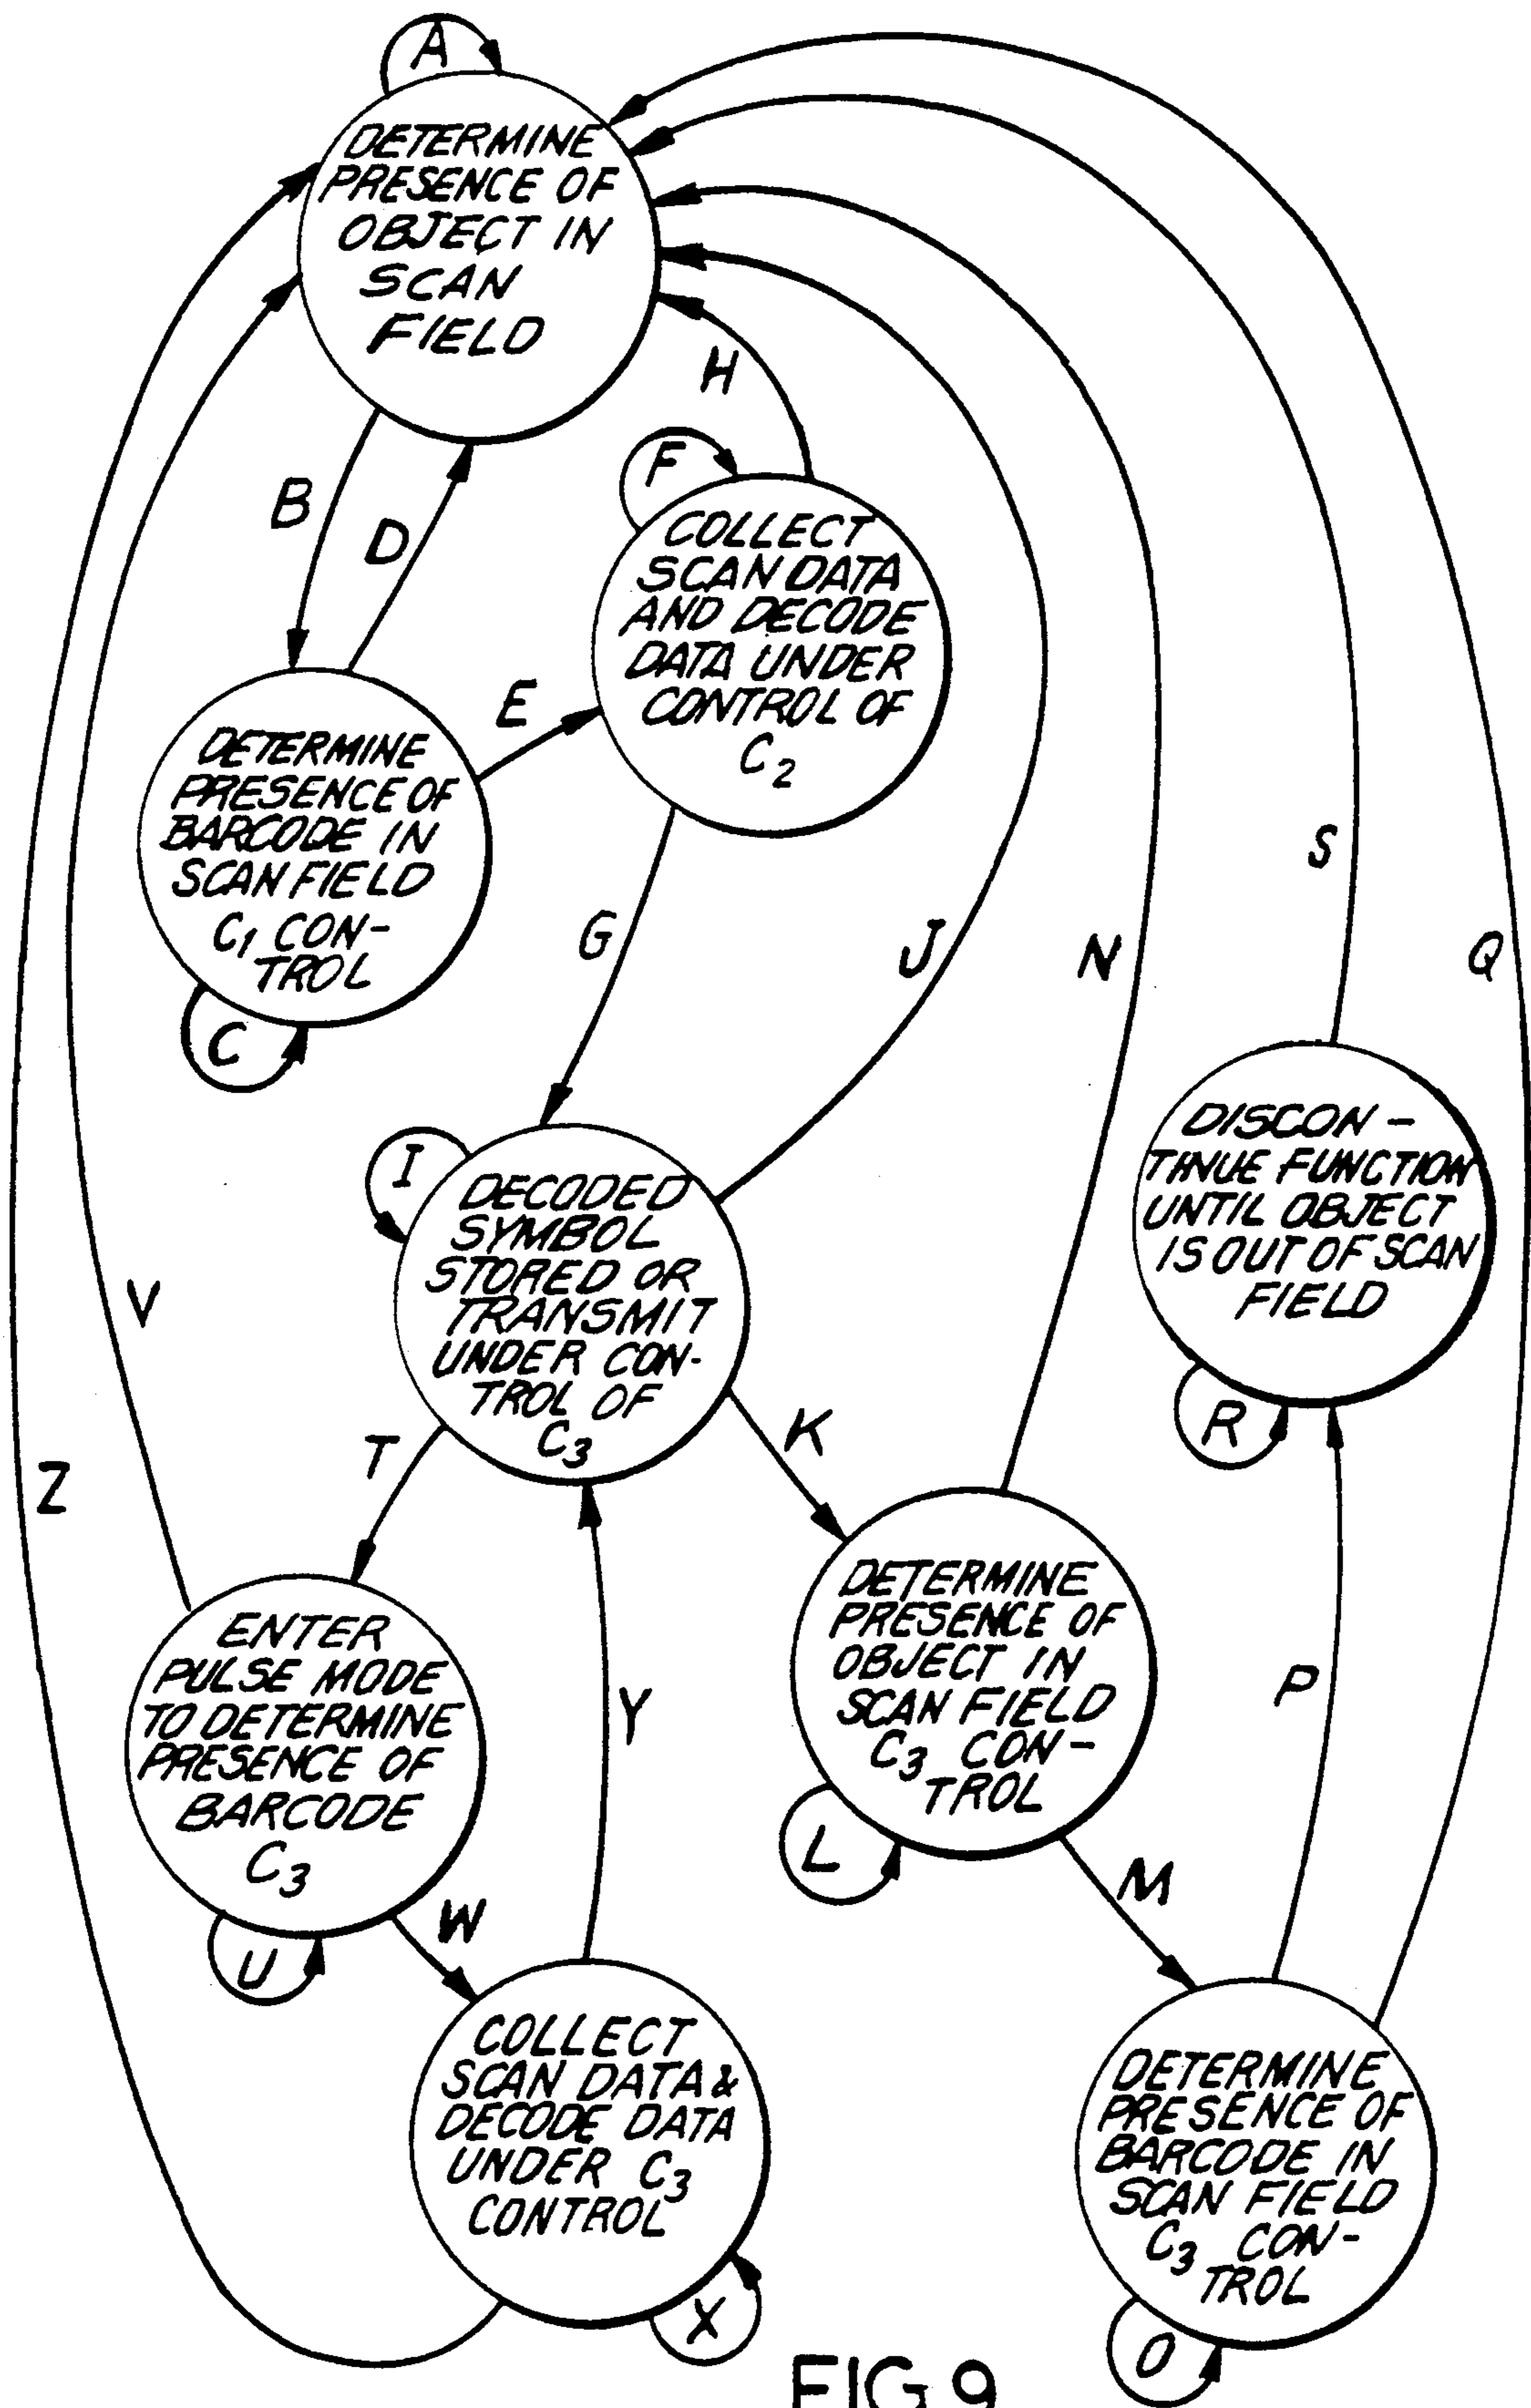 A
DETERMINE
PRESENCE OF
OBJECT IN
SCAN
FIELD
H
F
B
D
COLLECT
SCAN DATA
AND DECODE
DATA UNDER
CONTROL OF
C2
E
DETERMINE
PRESENCE OF
BARCODE IN
SCAN FIELD
C1 CON-
TROL
C
G
J
N
S
Q
I
DECODED
SYMBOL
STORED OR
TRANSMIT
UNDER CON-
TROL OF
C3
DISCON-
TINUE FUNCTION
UNTIL OBJECT
IS OUT OF SCAN
FIELD
R
V
Z
T
K
ENTER
PULSE MODE
TO DETERMINE
PRESENCE OF
BARCODE
C3
U
Y
DETERMINE
PRESENCE OF
OBJECT IN
SCAN FIELD
C3 CON-
TROL
L
P
W
M
COLLECT
SCAN DATA &
DECODE DATA
UNDER C3
CONTROL
X
DETERMINE
PRESENCE OF
BARCODE IN
SCAN FIELD
C3 CON-
TROL
O
FIG.9